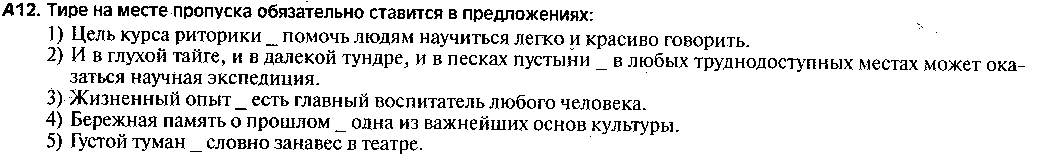 А12. Тире на месте пропуска обязательно ставится в предложениях:
1) Цель курса риторики _ помочь людям научиться легко и красиво говорить.
2) И в глухой тайге, и в далекой тундре, и в песках пустыни _ в любых труднодоступных местах может ока-
заться научная экспедиция.
3) Жизненный опыт _ есть главный воспитатель любого человека.
4) Бережная память о прошлом _ одна из важнейших основ культуры.
5) Густой туман _ словно занавес в театре.